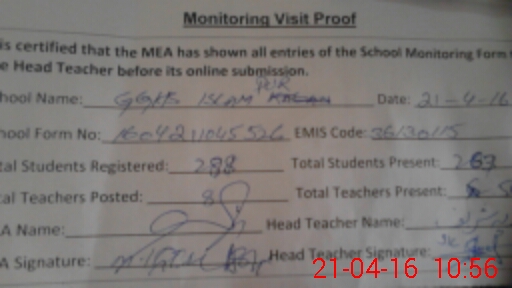 Monitoring Visit Proof
is certified that the MEA has shown all entries of the School Monitoring Form
e Head Teacher before its online submission.
hool Name: GGHS ISLAM PUR Date: 21-4-16
hool Form No: EMIS Code: 36130115
tal Students Registered: 288 Total Students Present: 263
tal Teachers Posted: 8 Total Teachers Present:
A Name: Head Teacher Name:
A Signature: Head Teacher Signature:
21-04-16 10:56